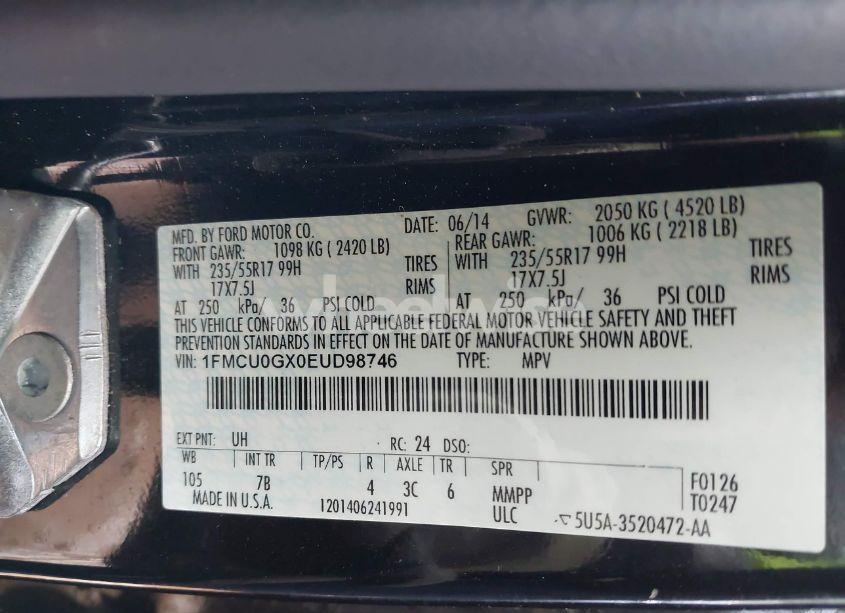 MFD. BY FORD MOTOR CO. DATE: 06/14 GVWR: 2050 KG ( 4520 LB)
FRONT GAWR: 1098 KG ( 2420 LB) REAR GAWR: 1006 KG ( 2218 LB)
WITH 235/55R17 99H TIRES WITH 235/55R17 99H TIRES
17X7.5J RIMS 17X7.5J RIMS
AT 250 kPa/ 36 PSI COLD AT 250 kPa/ 36 PSI COLD
THIS VEHICLE CONFORMS TO ALL APPLICABLE FEDERAL MOTOR VEHICLE SAFETY AND THEFT
PREVENTION STANDARDS IN EFFECT ON THE DATE OF MANUFACTURE SHOWN ABOVE.
VIN: 1FMCU0GX0EUD98746 TYPE: MPV
EXT PNT: UH RC: 24 DSO:
WB INT TR TP/PS R AXLE TR SPR F0126
105 7B 4 3C 6 MMPP T0247
MADE IN U.S.A. 1201406241991 ULC 5U5A-3520472-AA